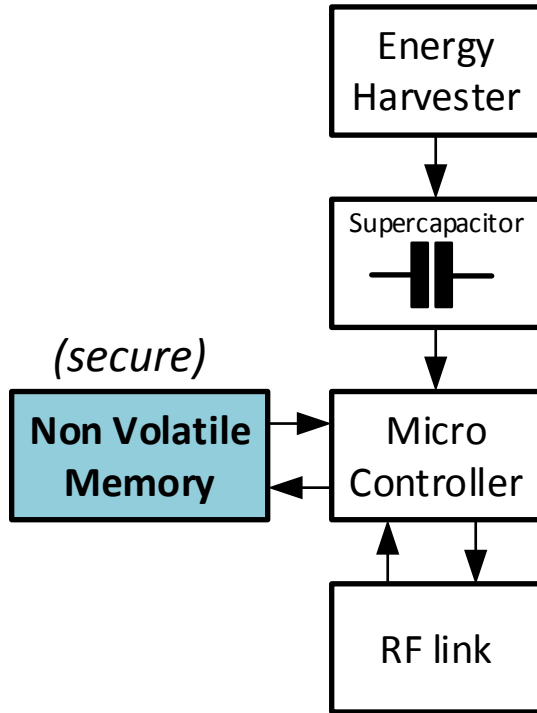 Energy
Harvester
Supercapacitor
(secure)
Non Volatile
Memory
Micro
Controller
RF link